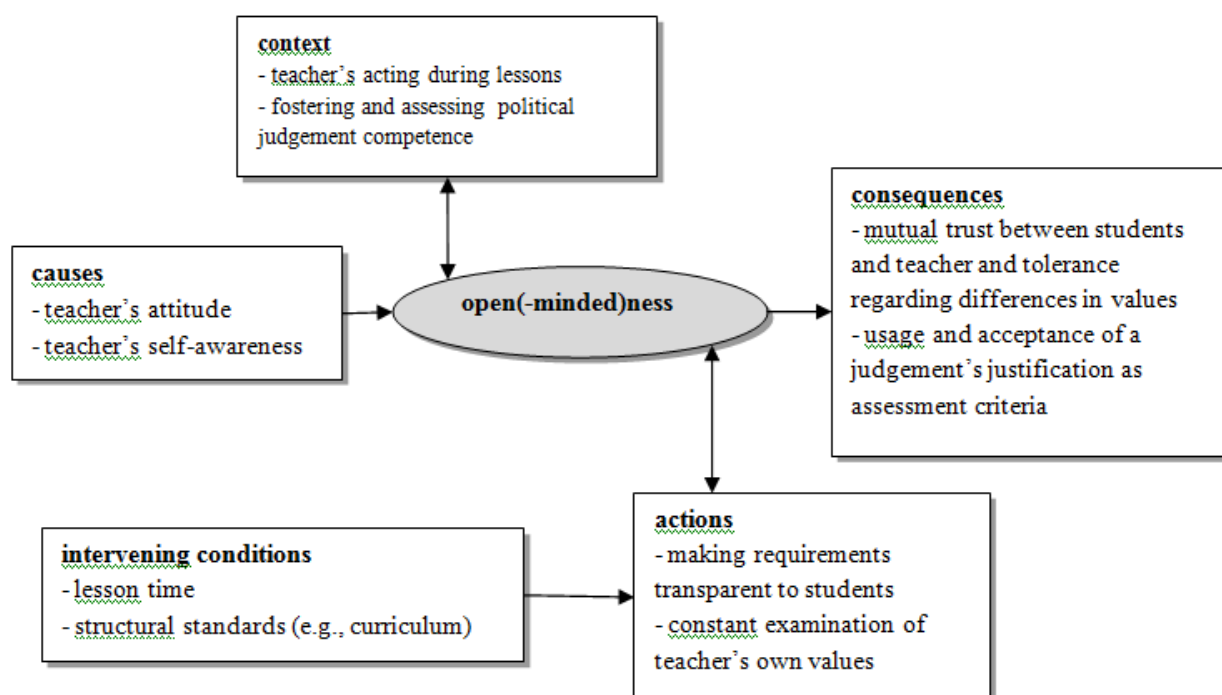 context
- teacher's acting during lessons
- fostering and assessing political
judgement competence
causes
- teacher's attitude
- teacher's self-awareness
open(-minded)ness
consequences
- mutual trust between students
and teacher and tolerance
regarding differences in values
- usage and acceptance of a
judgement's justification as
assessment criteria
intervening conditions
- lesson time
- structural standards (e.g., curriculum)
actions
- making requirements
transparent to students
- constant examination of
teacher's own values